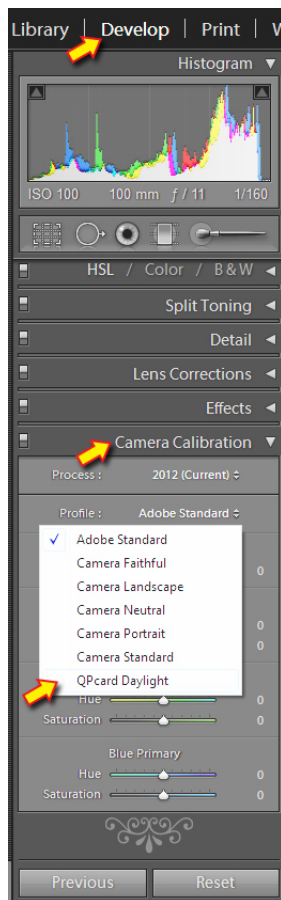 Library | Develop | Print |
Histogram
ISO 100 100 mm ƒ / 11 1/160
HSL / Color / B & W
Split Toning
Detail
Lens Corrections
Effects
Camera Calibration
Process : 2012 (Current)
Profile : Adobe Standard
✓ Adobe Standard
Camera Faithful
Camera Landscape
0
Camera Neutral
Camera Portrait
0
Camera Standard
0
QPcard Daylight
Hue 0
Saturation 0
Blue Primary
Hue 0
Saturation 0
Previous Reset